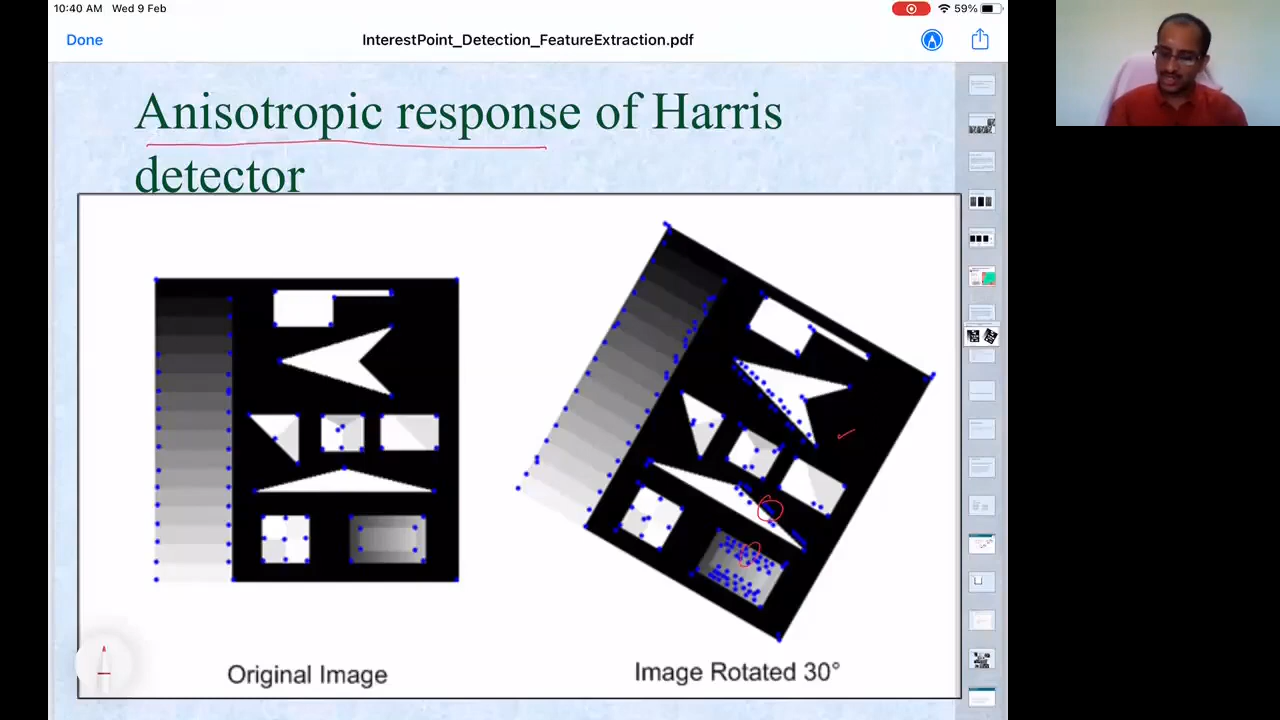 10:40 AM Wed 9 Feb
59%
Done
InterestPoint_Detection_FeatureExtraction.pdf
Anisotropic response of Harris
detector
Original Image
Image Rotated 30°